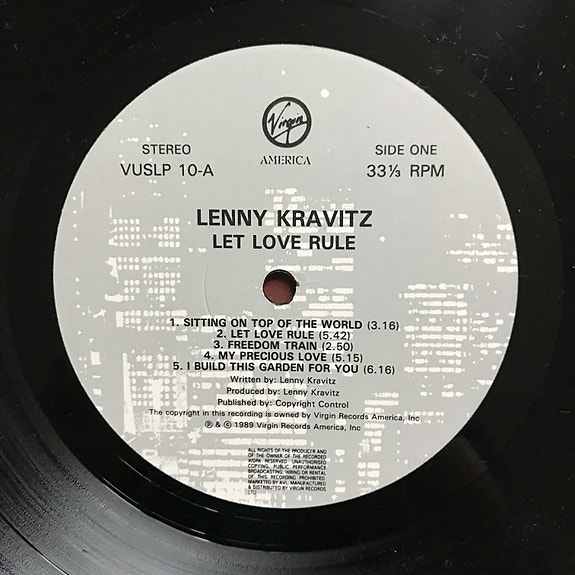 Virgin
AMERICA
STEREO
VUSLP 10-A
SIDE ONE
33⅓ RPM
LENNY KRAVITZ
LET LOVE RULE
1. SITTING ON TOP OF THE WORLD (3.16)
2. LET LOVE RULE (5.42)
3. FREEDOM TRAIN (2.50)
4. MY PRECIOUS LOVE (5.15)
5. I BUILD THIS GARDEN FOR YOU (6.16)
Written by: Lenny Kravitz
Produced by: Lenny Kravitz
Published by: Copyright Control
The copyright in this recording is owned by Virgin Records America, Inc
℗ & © 1989 Virgin Records America, Inc
ALL RIGHTS OF THE PRODUCER AND
OF THE OWNER OF THE RECORDED
WORK RESERVED. UNAUTHORISED
COPYING, PUBLIC PERFORMANCE
BROADCASTING, HIRING OR RENTAL
OF THIS RECORDING PROHIBITED.
MARKETED BY AVL. MANUFACTURED
& DISTRIBUTED BY VIRGIN RECORDS
LTD